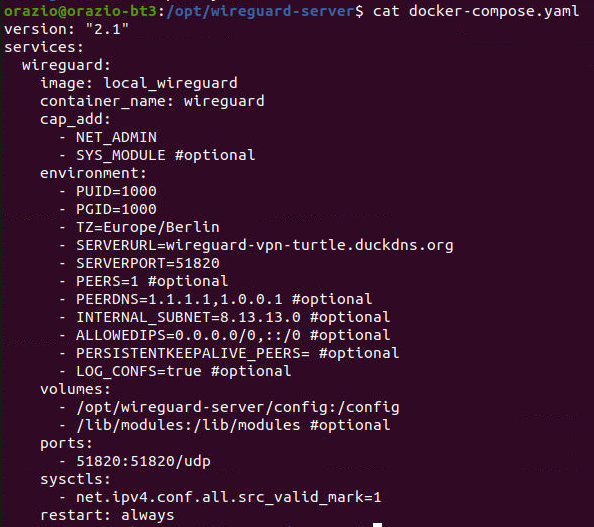 orazio@orazio-bt3:/opt/wireguard-server$ cat docker-compose.yaml
version: "2.1"
services:
  wireguard:
    image: local_wireguard
    container_name: wireguard
    cap_add:
      - NET_ADMIN
      - SYS_MODULE #optional
    environment:
      - PUID=1000
      - PGID=1000
      - TZ=Europe/Berlin
      - SERVERURL=wireguard-vpn-turtle.duckdns.org
      - SERVERPORT=51820
      - PEERS=1 #optional
      - PEERDNS=1.1.1.1,1.0.0.1 #optional
      - INTERNAL_SUBNET=8.13.13.0 #optional
      - ALLOWEDIPS=0.0.0.0/0,::/0 #optional
      - PERSISTENTKEEPALIVE_PEERS= #optional
      - LOG_CONFS=true #optional
    volumes:
      - /opt/wireguard-server/config:/config
      - /lib/modules:/lib/modules #optional
    ports:
      - 51820:51820/udp
    sysctls:
      - net.ipv4.conf.all.src_valid_mark=1
    restart: always